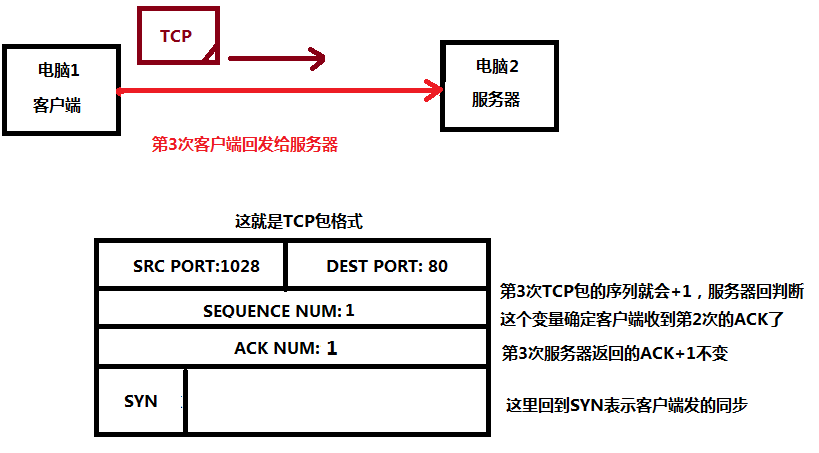 TCP
电脑1
客户端
电脑2
服务器
第3次客户端回发给服务器
这就是TCP包格式
SRC PORT:1028
DEST PORT: 80
SEQUENCE NUM: 1
第3次TCP包的序列就会+1，服务器回判断
这个变量确定客户端收到第2次的ACK了
ACK NUM: 1
第3次服务器返回的ACK+1不变
SYN
这里回到SYN表示客户端发的同步